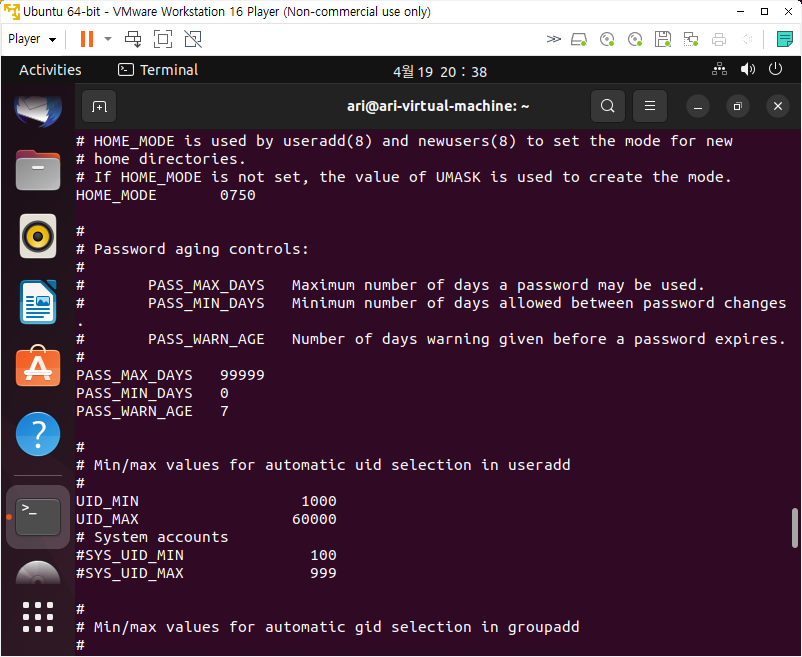 Ubuntu 64-bit - VMware Workstation 16 Player (Non-commercial use only)
Player
Activities
Terminal
4월 19 20 : 38
ari@ari-virtual-machine: ~
# HOME_MODE is used by useradd(8) and newusers(8) to set the mode for new
# home directories.
# If HOME_MODE is not set, the value of UMASK is used to create the mode.
HOME_MODE       0750
#
# Password aging controls:
#
#       PASS_MAX_DAYS   Maximum number of days a password may be used.
#       PASS_MIN_DAYS   Minimum number of days allowed between password changes
.
#       PASS_WARN_AGE   Number of days warning given before a password expires.
#
PASS_MAX_DAYS   99999
PASS_MIN_DAYS   0
PASS_WARN_AGE   7
#
# Min/max values for automatic uid selection in useradd
#
UID_MIN                  1000
UID_MAX                 60000
# System accounts
#SYS_UID_MIN              100
#SYS_UID_MAX              999
#
# Min/max values for automatic gid selection in groupadd
#